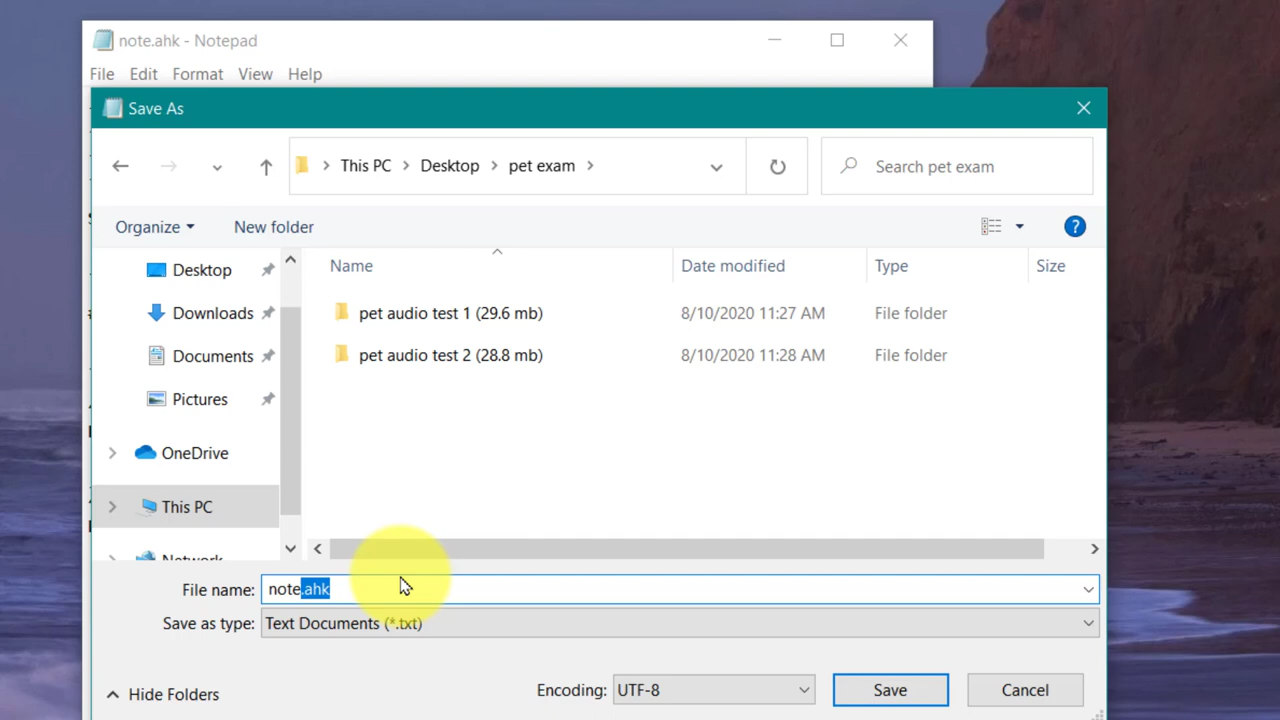 note.ahk - Notepad
File Edit Format View Help
Save As
This PC Desktop pet exam
Search pet exam
Organize New folder
?
Name Date modified Type Size
Desktop
Downloads
Documents
Pictures
OneDrive
This PC
Network
pet audio test 1 (29.6 mb) 8/10/2020 11:27 AM File folder
pet audio test 2 (28.8 mb) 8/10/2020 11:28 AM File folder
File name: note.ahk
Save as type: Text Documents (*.txt)
Hide Folders
Encoding: UTF-8
Save Cancel